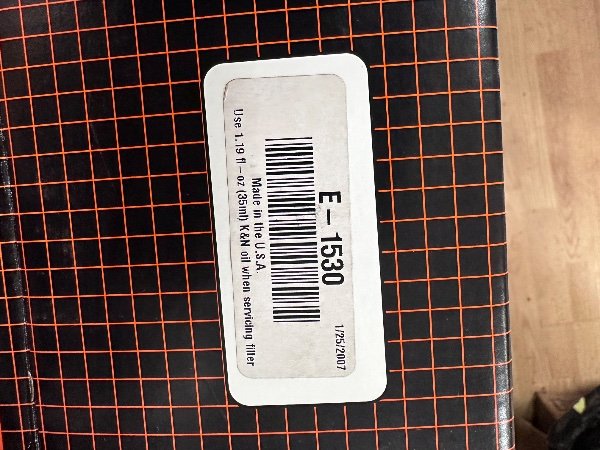 1/25/2007
E-1530
Made in the U.S.A.
Use 1.19 fl-oz (35ml) K&N oil when servicing filter